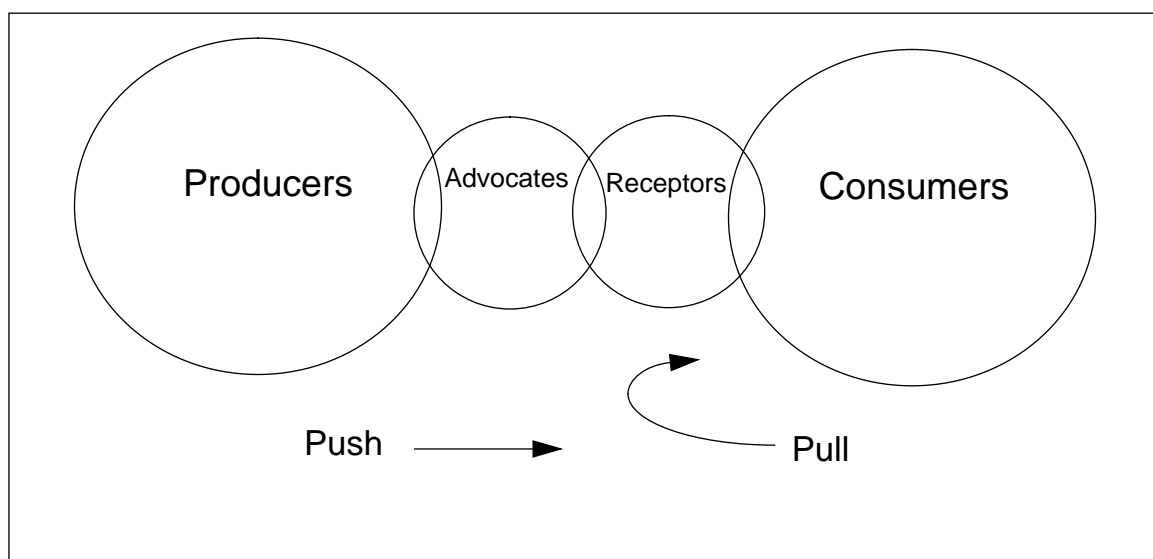 Producers
Advocates
Receptors
Consumers
Push
Pull